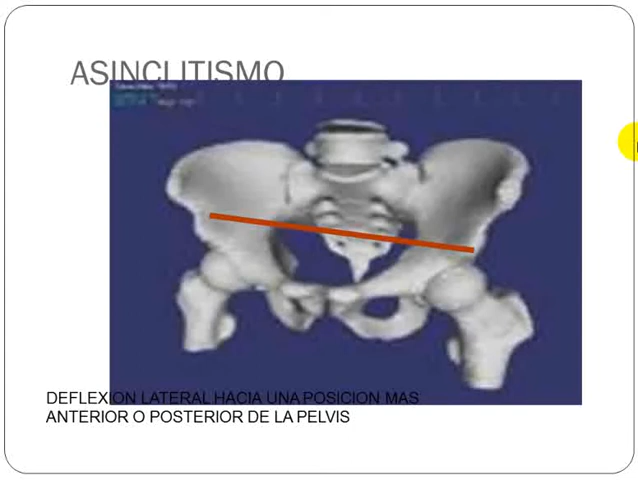 ASINCLITISMO
DEFLEXION LATERAL HACIA UNA POSICION MAS
ANTERIOR O POSTERIOR DE LA PELVIS